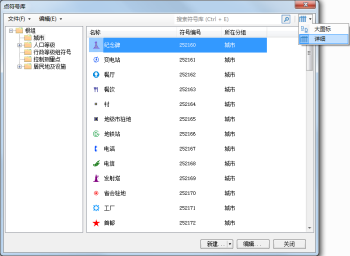 点符号库
文件(F) 编辑(E) 搜索符号库 (Ctrl + E)
大图标
详细
根组
城市
人口等级
行政等级组符号
控制测量点
居民地及设施
名称 符号编号 所在分组
纪念碑 252160 城市
变电站 252161 城市
餐厅 252162 城市
餐饮 252163 城市
村 252164 城市
地级市驻地 252165 城市
地铁站 252166 城市
电话 252167 城市
电信 252168 城市
发射塔 252169 城市
省会驻地 252170 城市
工厂 252171 城市
首都 252172 城市
新建... 编辑... 关闭